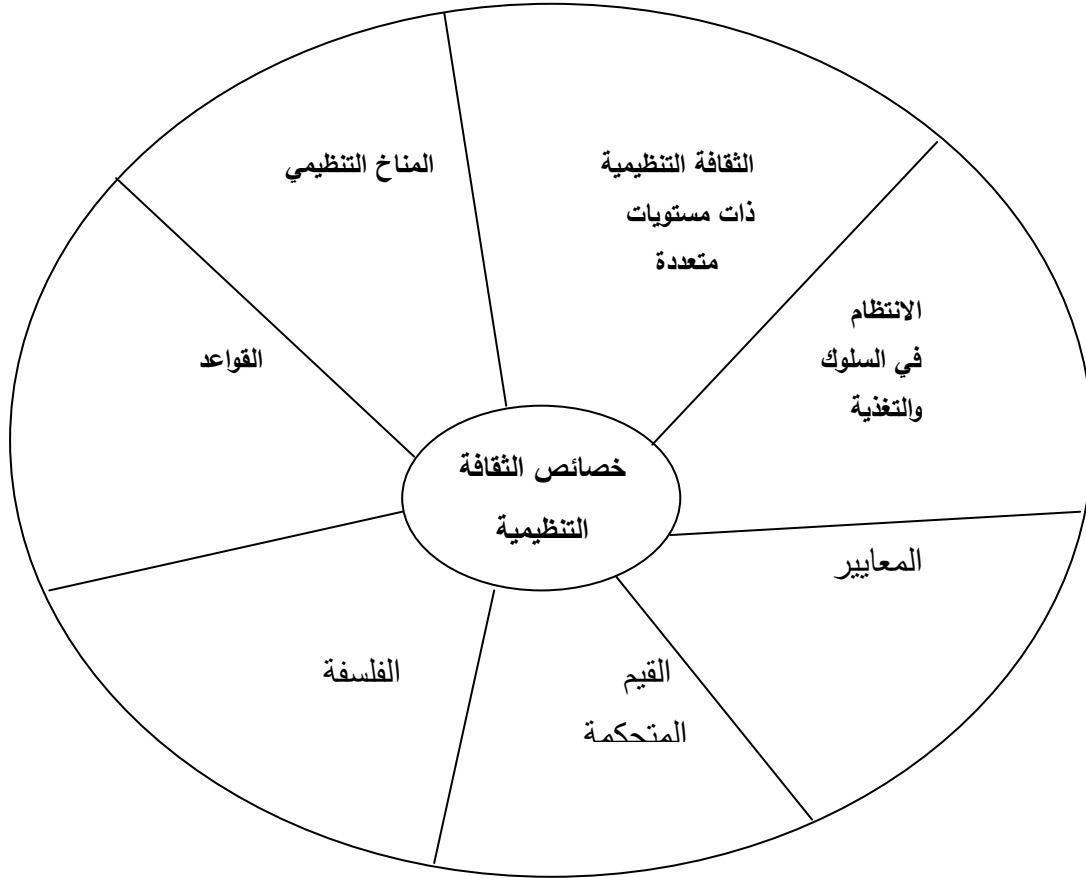 المناخ التنظيمي
الثقافة التنظيمية
ذات مستويات
متعددة
الانتظام
في السلوك
والتغذية
القواعد
خصائص الثقافة
التنظيمية
المعايير
القيم
المتحكمة
الفلسفة